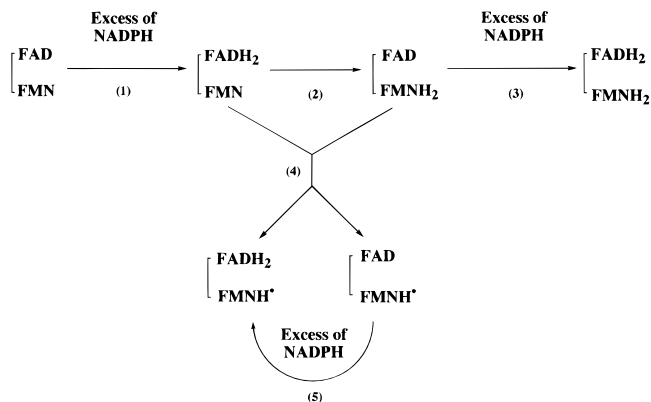 Excess of
NADPH
Excess of
NADPH
FAD
FADH2
FAD
FADH2
FMN
(1)
FMN
(2)
FMNH2
(3)
FMNH2
(4)
FADH2
FAD
FMNH•
FMNH•
Excess of
NADPH
(5)